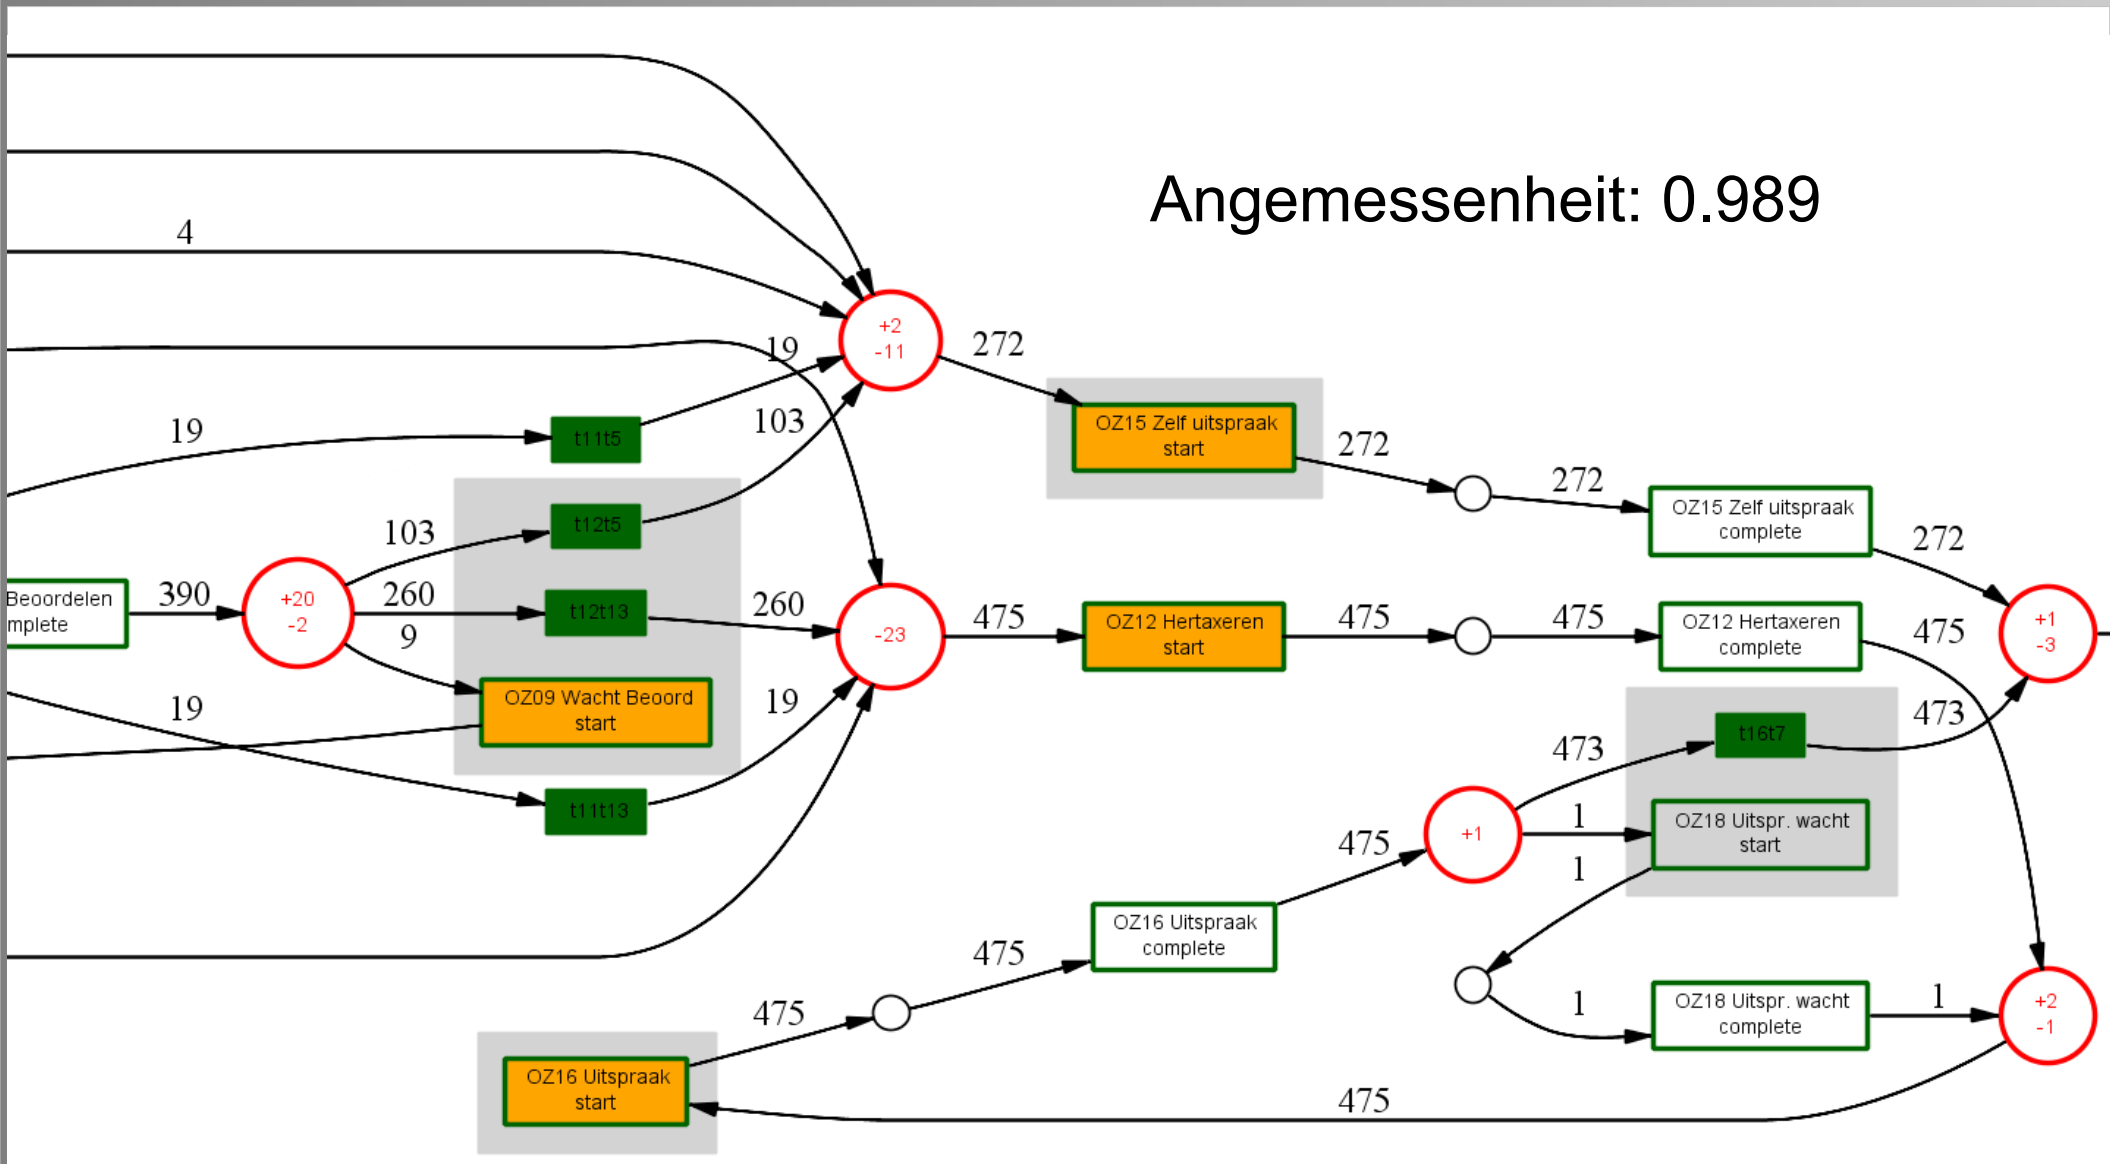 Angemessenheit: 0.989
4
+2
-11
19
272
19
t11t5
103
OZ15 Zelf uitspraak
start
272
272
OZ15 Zelf uitspraak
complete
272
103
t12t5
Beoordelen
mplete
390
+20
-2
260
t12t13
260
-23
475
OZ12 Hertaxeren
start
475
475
OZ12 Hertaxeren
complete
475
+1
-3
9
OZ09 Wacht Beoord
start
19
19
t11t13
473
t16t7
473
+1
1
OZ18 Uitspr. wacht
start
1
475
OZ16 Uitspraak
complete
475
475
1
OZ18 Uitspr. wacht
complete
1
+2
-1
OZ16 Uitspraak
start
475